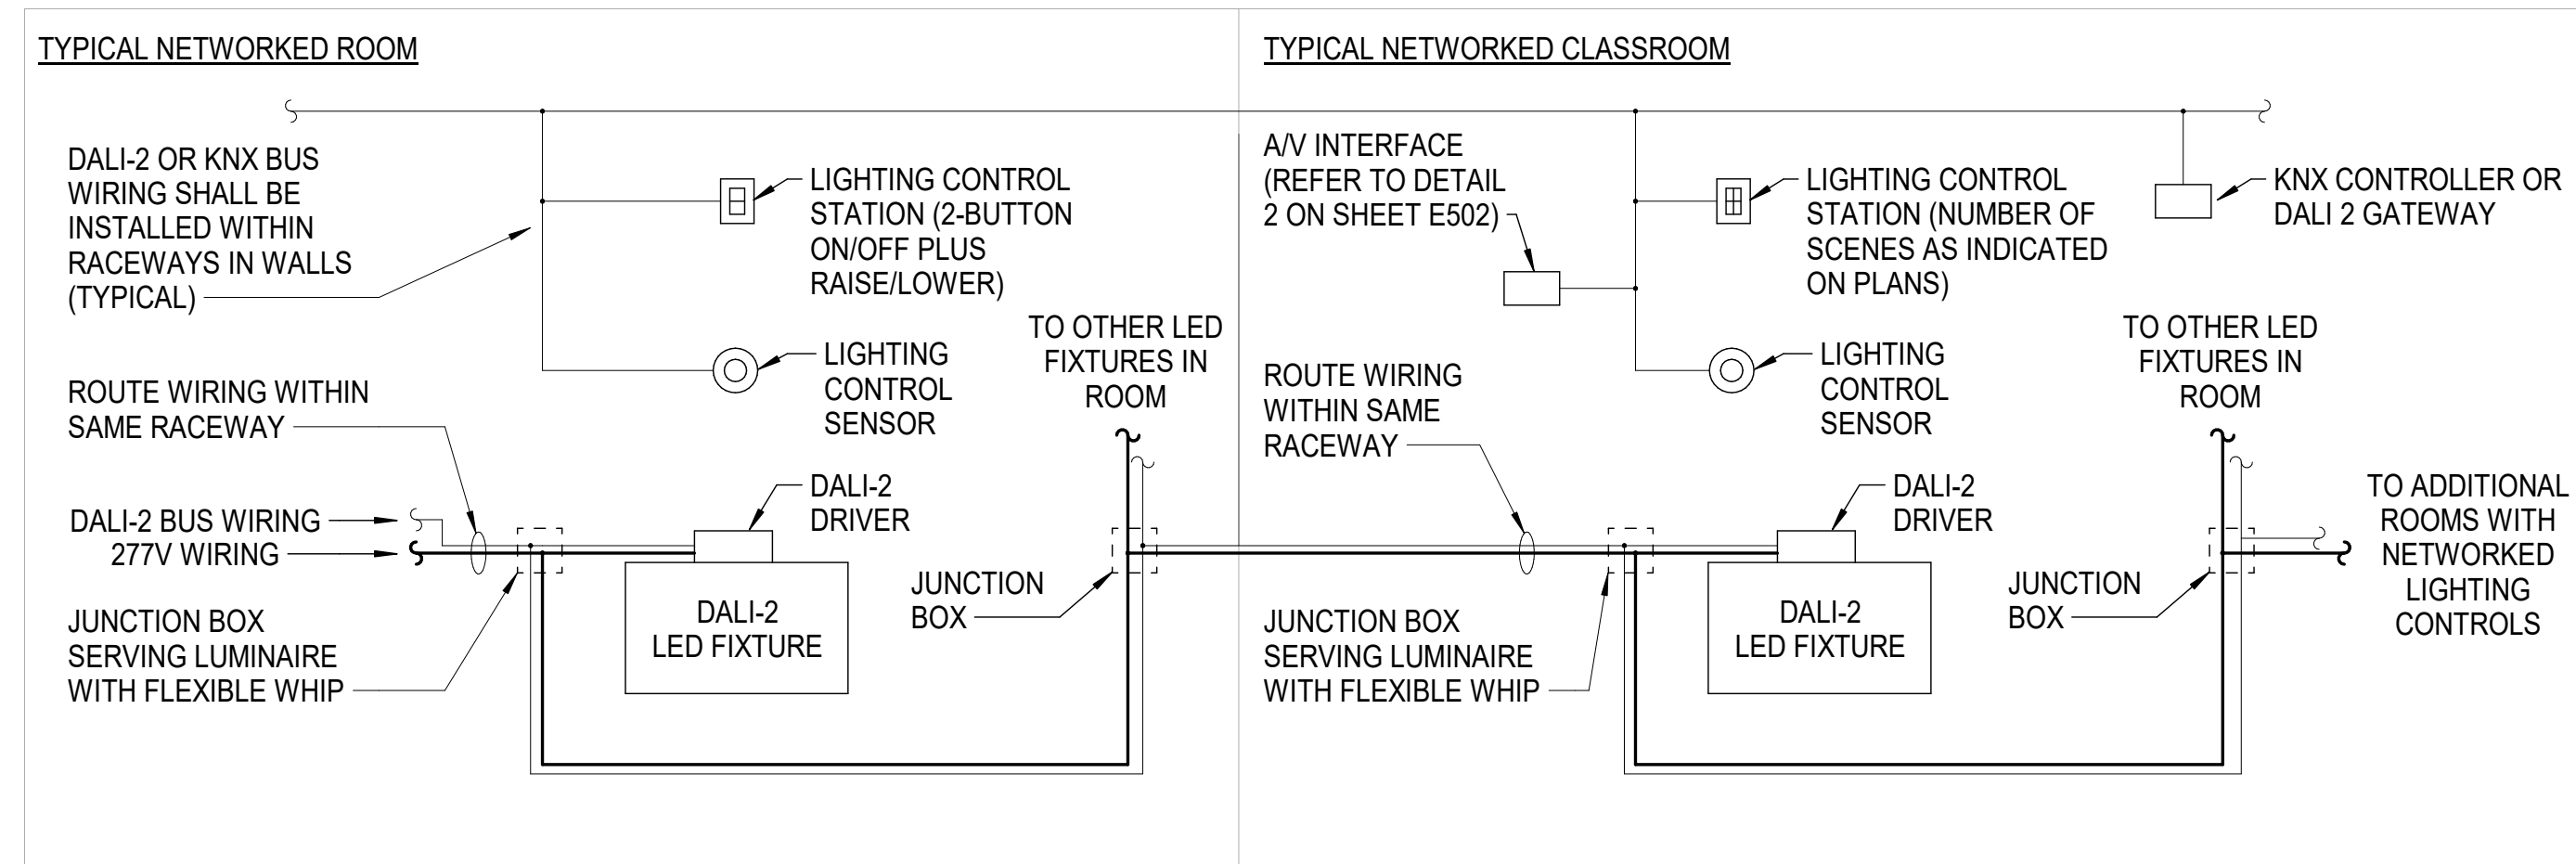 TYPICAL NETWORKED ROOM
DALI-2 OR KNX BUS
WIRING SHALL BE
INSTALLED WITHIN
RACEWAYS IN WALLS
(TYPICAL)
LIGHTING CONTROL
STATION (2-BUTTON
ON/OFF PLUS
RAISE/LOWER)
LIGHTING
CONTROL
SENSOR
TO OTHER LED
FIXTURES IN
ROOM
ROUTE WIRING WITHIN
SAME RACEWAY
DALI-2 BUS WIRING
277V WIRING
DALI-2
DRIVER
JUNCTION BOX
SERVING LUMINAIRE
WITH FLEXIBLE WHIP
DALI-2
LED FIXTURE
JUNCTION
BOX
TYPICAL NETWORKED CLASSROOM
A/V INTERFACE
(REFER TO DETAIL
2 ON SHEET E502)
LIGHTING CONTROL
STATION (NUMBER OF
SCENES AS INDICATED
ON PLANS)
KNX CONTROLLER OR
DALI 2 GATEWAY
LIGHTING
CONTROL
SENSOR
TO OTHER LED
FIXTURES IN
ROOM
ROUTE WIRING
WITHIN SAME
RACEWAY
DALI-2
DRIVER
JUNCTION BOX
SERVING LUMINAIRE
WITH FLEXIBLE WHIP
DALI-2
LED FIXTURE
JUNCTION
BOX
TO ADDITIONAL
ROOMS WITH
NETWORKED
LIGHTING
CONTROLS